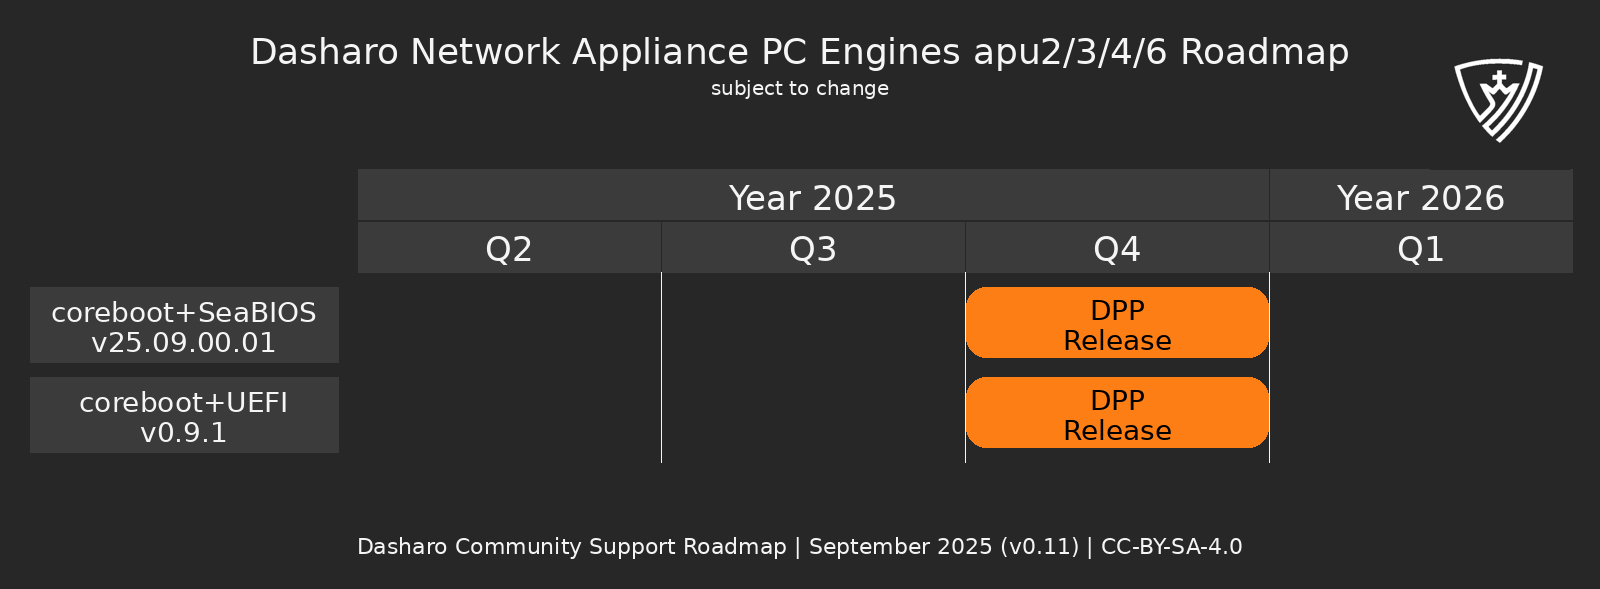 Dasharo Network Appliance PC Engines apu2/3/4/6 Roadmap
subject to change
Year 2025
Year 2026
Q2
Q3
Q4
Q1
coreboot+SeaBIOS
v25.09.00.01
DPP
Release
coreboot+UEFI
v0.9.1
DPP
Release
Dasharo Community Support Roadmap | September 2025 (v0.11) | CC-BY-SA-4.0